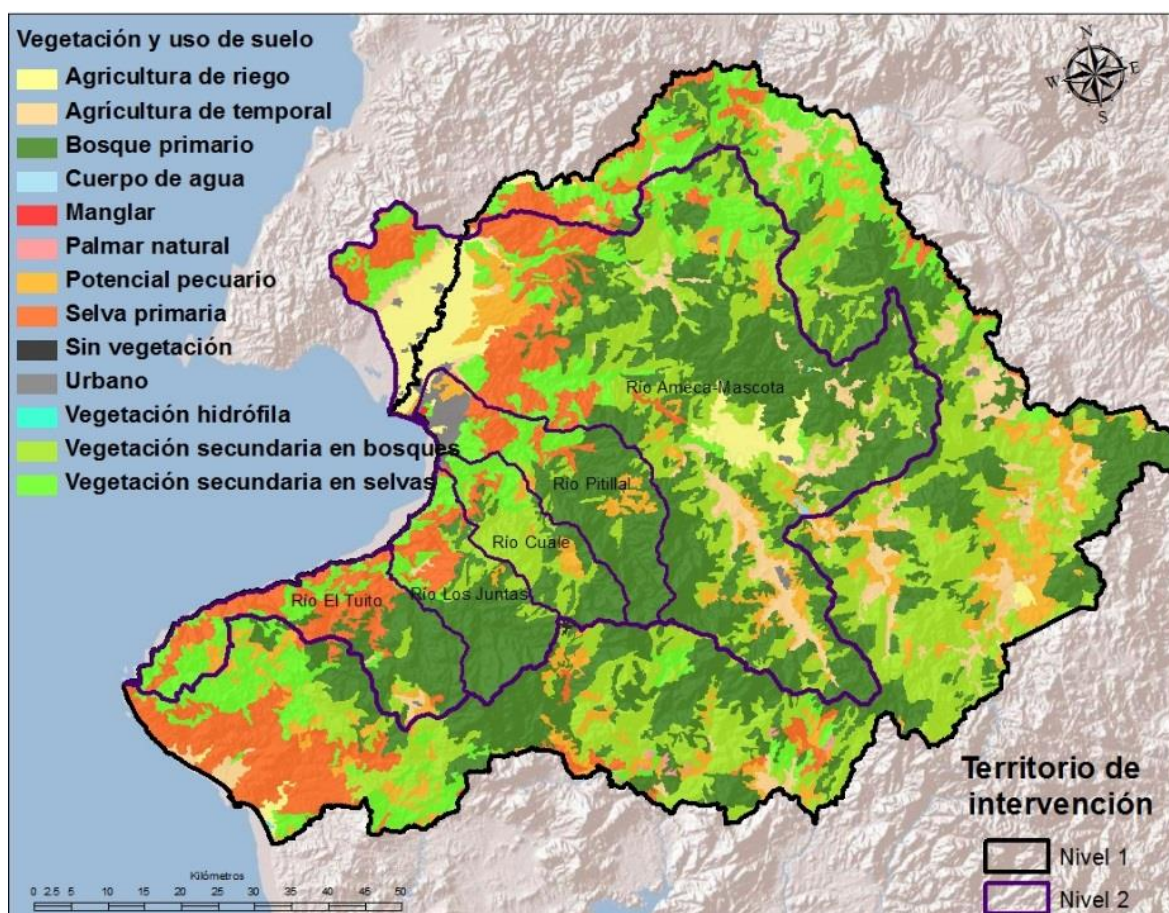 Vegetación y uso de suelo
Agricultura de riego
Agrícultura de temporal
Bosque primario
Cuerpo de agua
Manglar
Palmar natural
Potencial pecuario
Selva primaria
Sin vegetación
Urbano
Vegetación hidrófila
Vegetación secundaria en bosques
Vegetación secundaria en selvas
N
W E
S
Río Ameca-Mascota
Río Pitillal
Río Cuale
Río Los Juntas
Río El Tuito
Territorio de
intervención
Nivel 1
Nivel 2
Kilómetros
0 2.5 5 10 15 20 25 30 35 40 45 50